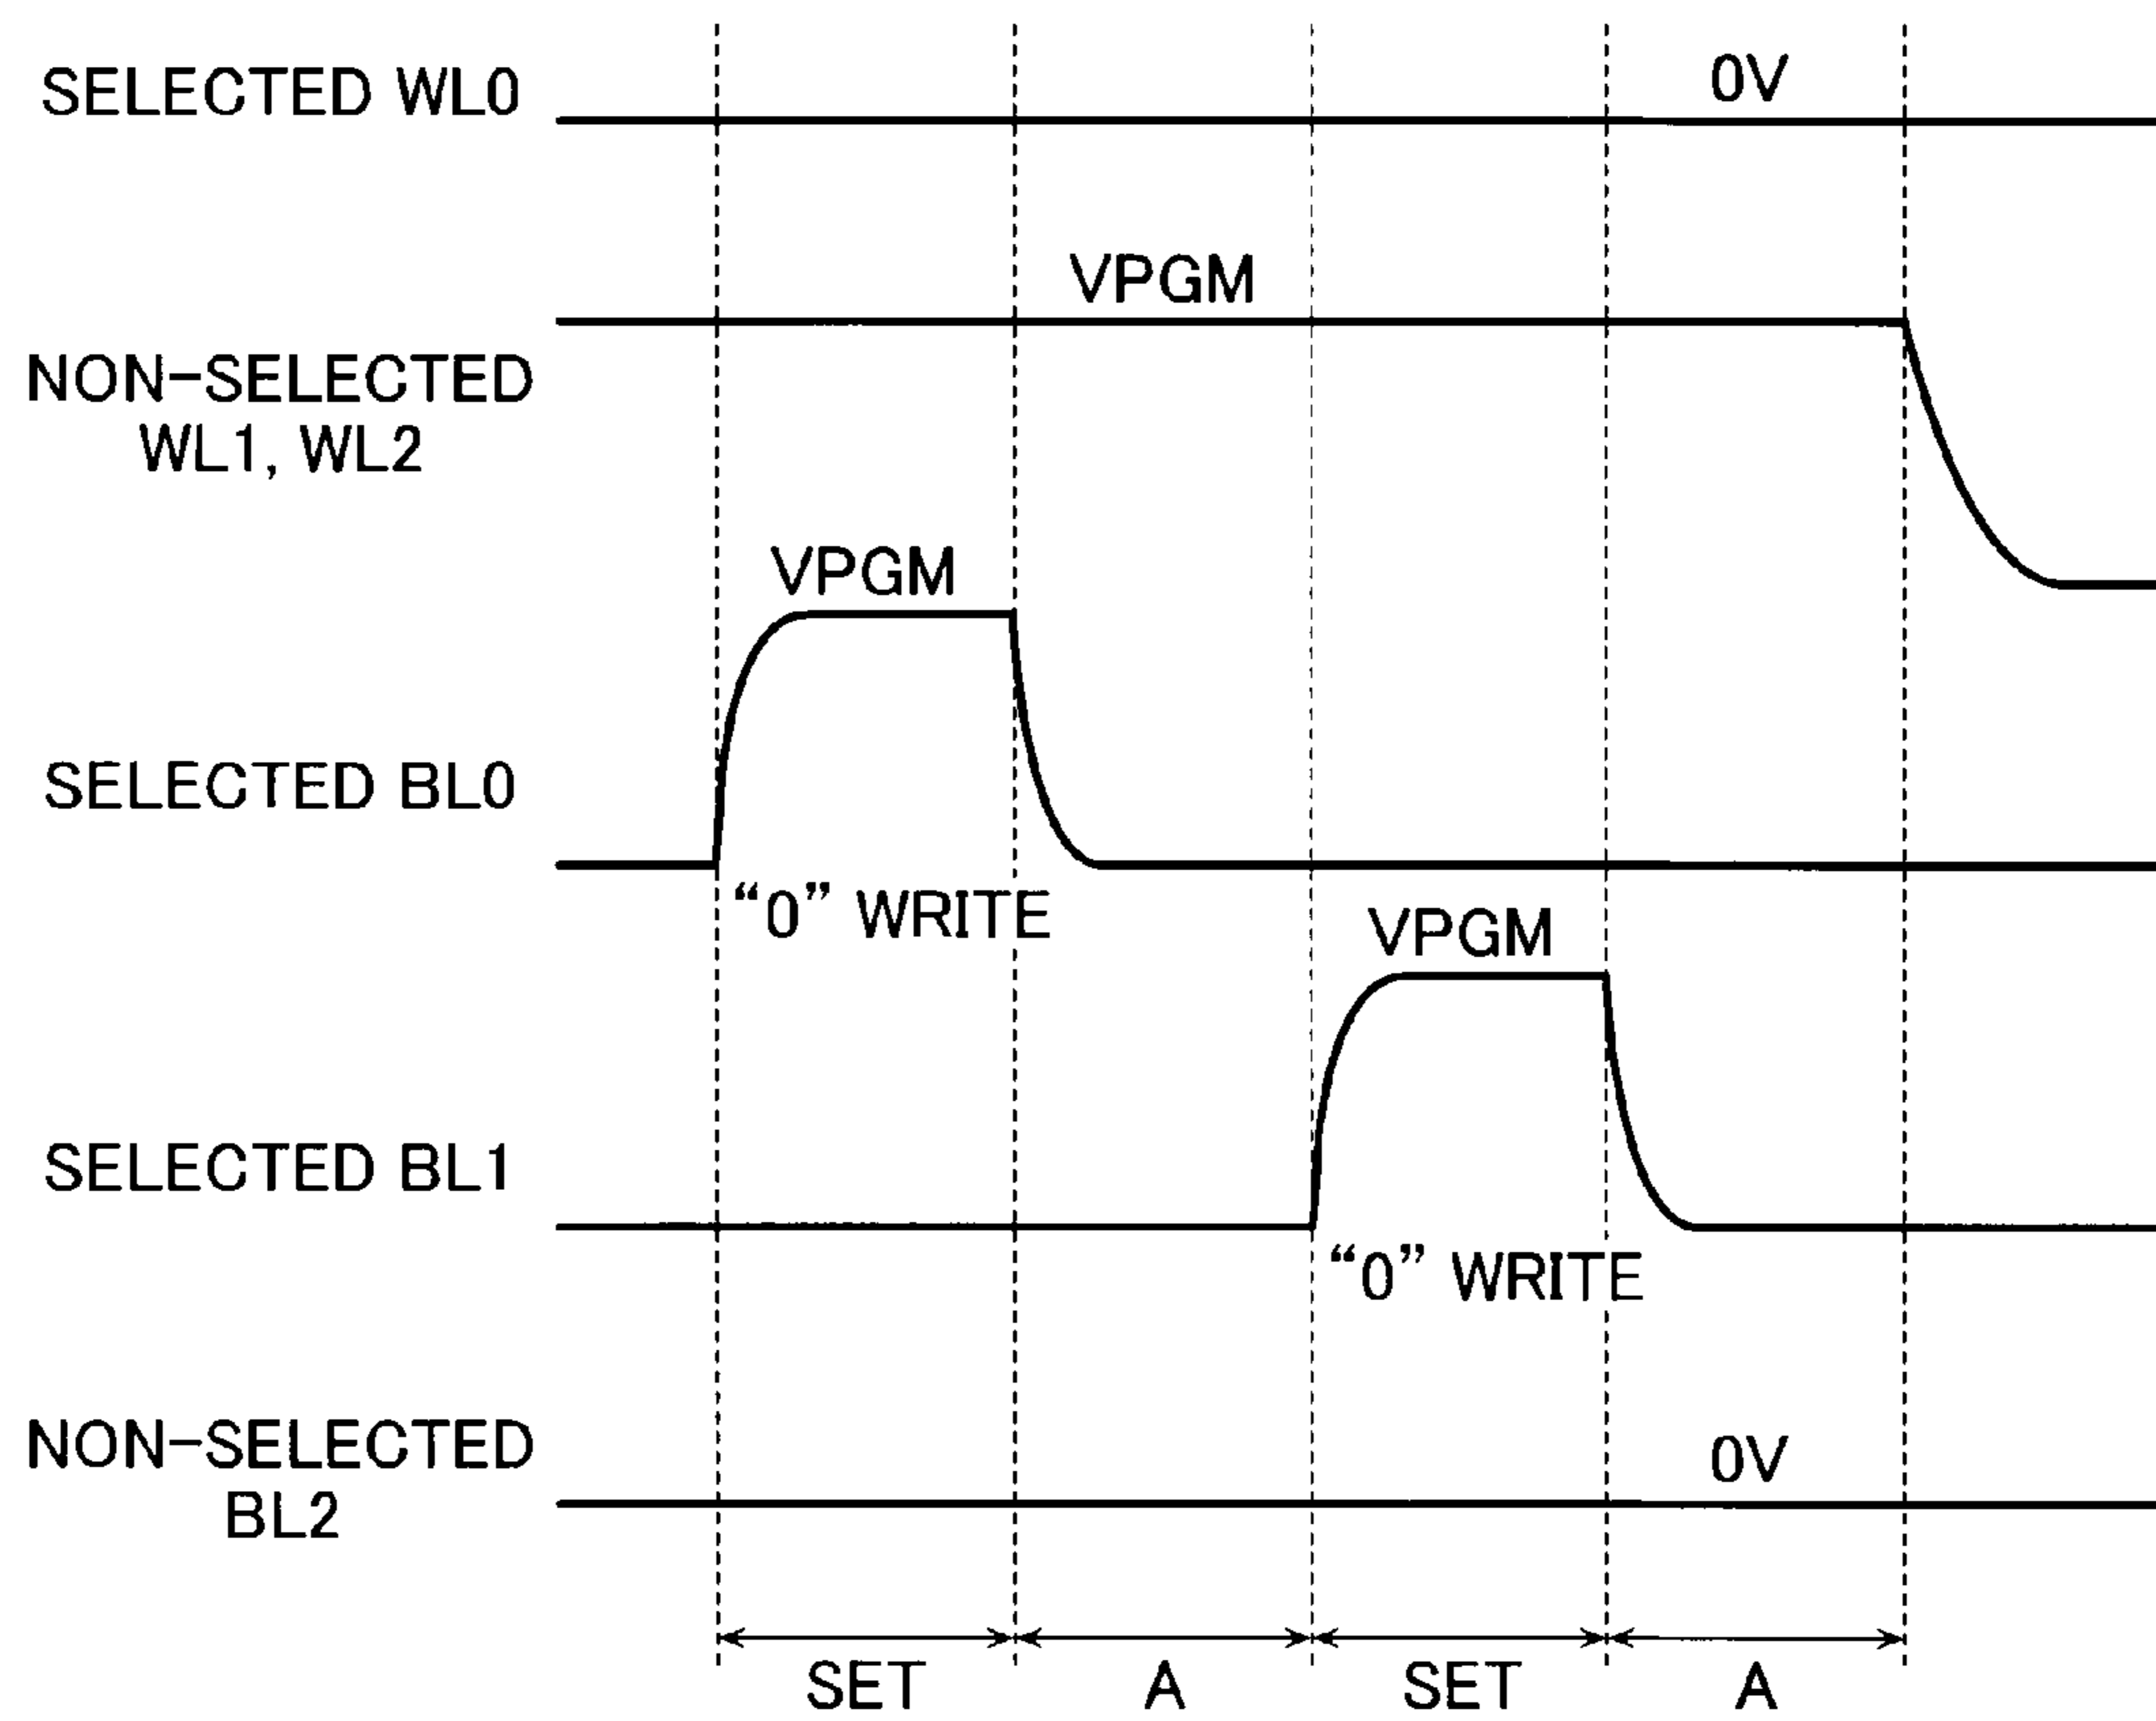 SELECTED WL0
0V
VPGM
NON-SELECTED
WL1, WL2
VPGM
SELECTED BL0
“0” WRITE
VPGM
SELECTED BL1
“0” WRITE
NON-SELECTED
BL2
0V
SET
A
SET
A